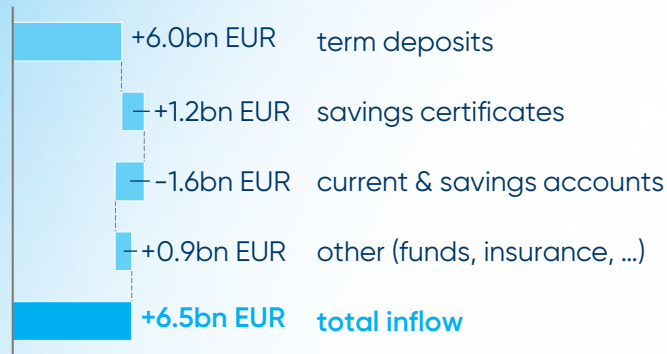 +6.0bn EUR term deposits
+1.2bn EUR savings certificates
-1.6bn EUR current & savings accounts
+0.9bn EUR other (funds, insurance, ...)
+6.5bn EUR total inflow